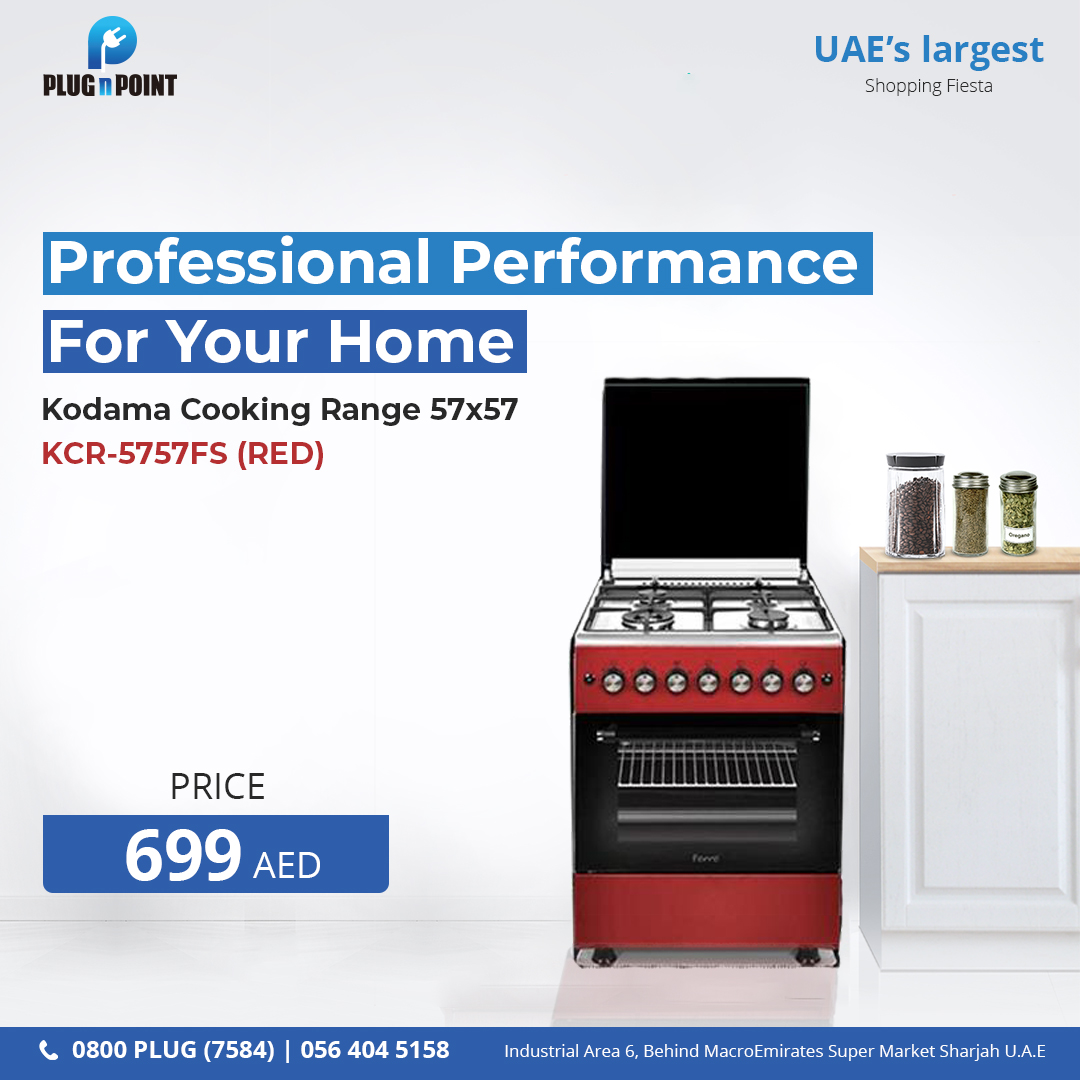 PLUG n POINT
UAE's largest
Shopping Fiesta
Professional Performance
For Your Home
Kodama Cooking Range 57x57
KCR-5757FS (RED)
Oregano
PRICE
699 AED
0800 PLUG (7584) | 056 404 5158
Industrial Area 6, Behind MacroEmirates Super Market Sharjah U.A.E